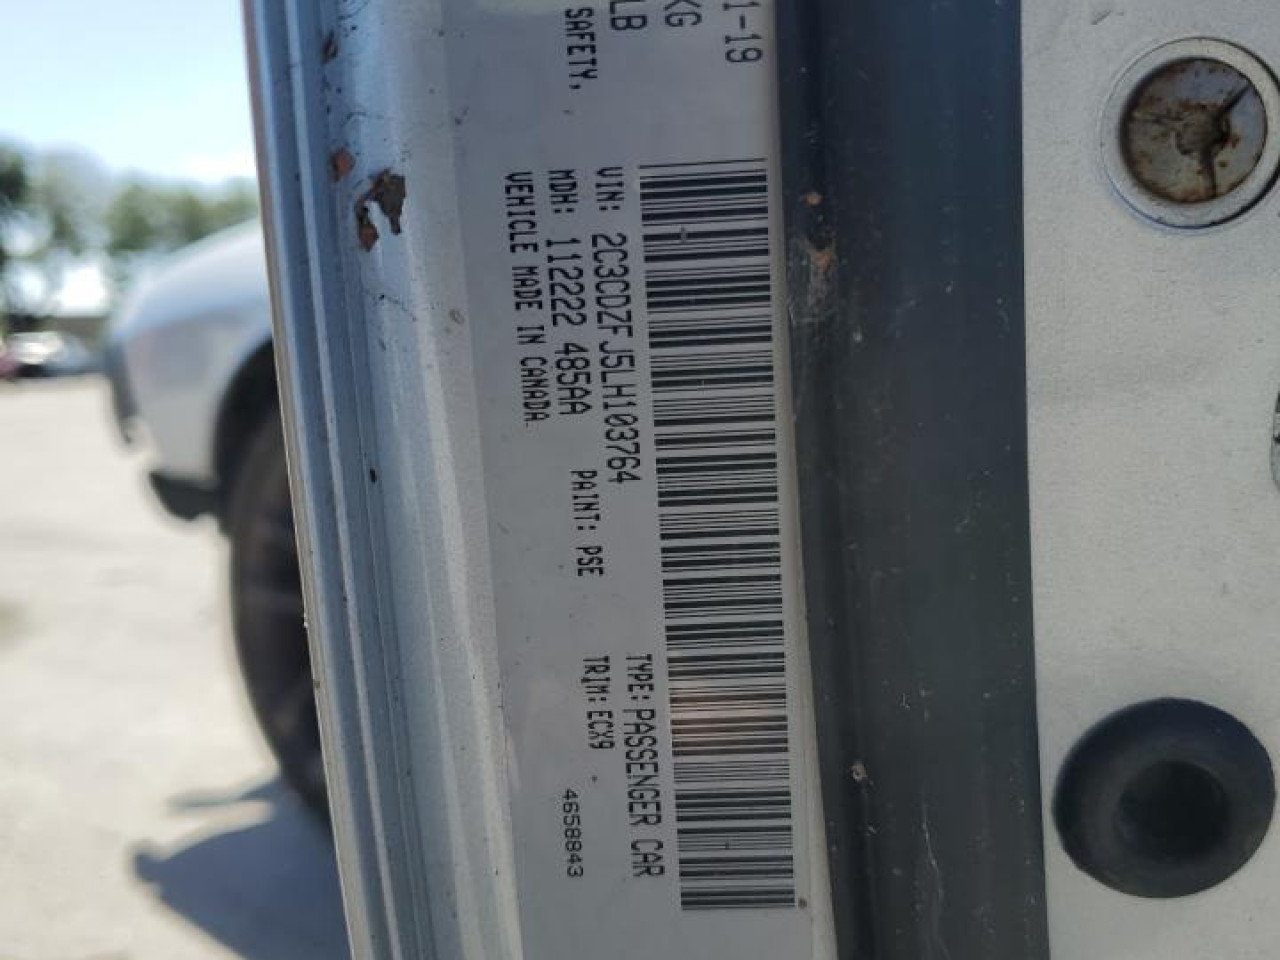 1-19
KG
LB
SAFETY,
VIN: 2C3CDZFJ5LH103764
TYPE: PASSENGER CAR
MDH: 112222 485AA
PAINT: PSE
TRIM: ECX9
VEHICLE MADE IN CANADA
4658843